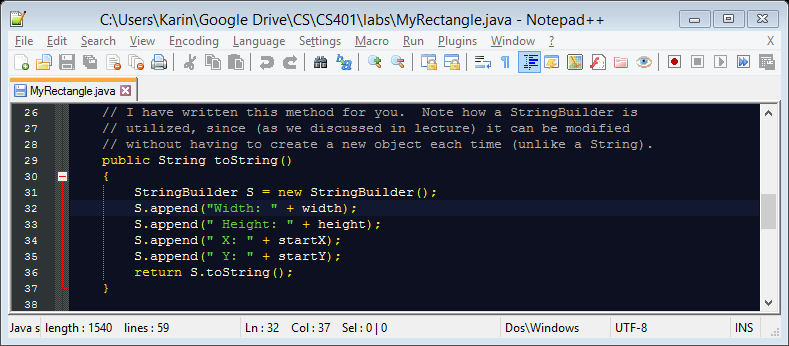 C:\Users\Karin\Google Drive\CS\CS401\labs\MyRectangle.java - Notepad++
File Edit Search View Encoding Language Settings Macro Run Plugins Window ? X
MyRectangle.java
26 // I have written this method for you.  Note how a StringBuilder is
27 // utilized, since (as we discussed in lecture) it can be modified
28 // without having to create a new object each time (unlike a String).
29 public String toString()
30 {
31     StringBuilder S = new StringBuilder();
32     S.append("Width: " + width);
33     S.append(" Height: " + height);
34     S.append(" X: " + startX);
35     S.append(" Y: " + startY);
36     return S.toString();
37 }
38
Java s length : 1540 lines : 59 Ln : 32 Col : 37 Sel : 0 | 0 Dos\Windows UTF-8 INS